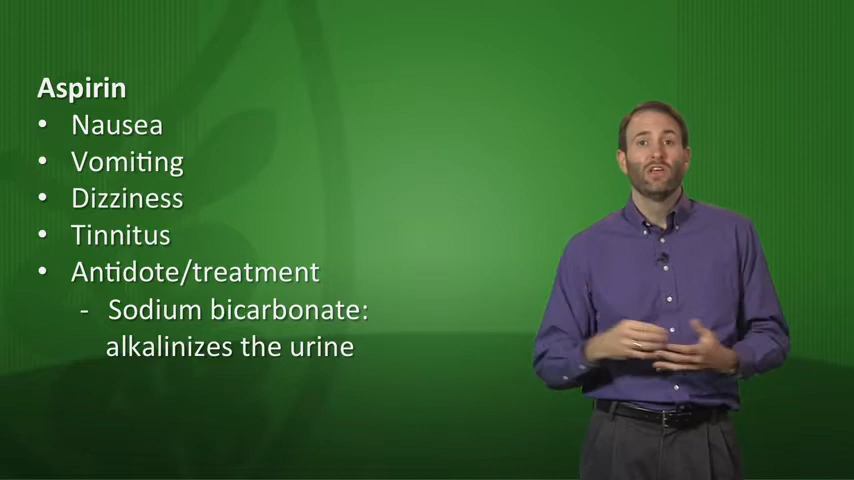 Aspirin
• Nausea
• Vomiting
• Dizziness
• Tinnitus
• Antidote/treatment
- Sodium bicarbonate:
alkalinizes the urine